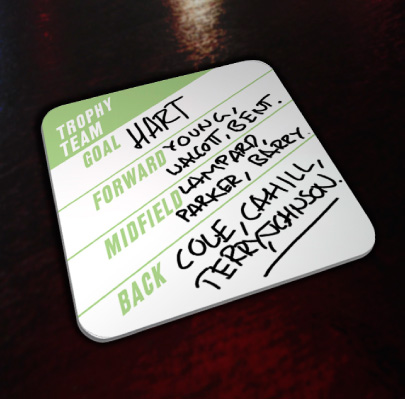 TROPHY
TEAM
GOAL HART
FORWARD YOUNG,
WALCOTT, BENT.
MIDFIELD LAMPARD,
PARKER, BARRY.
BACK COLE, CAHILL,
TERRY, JOHNSON.